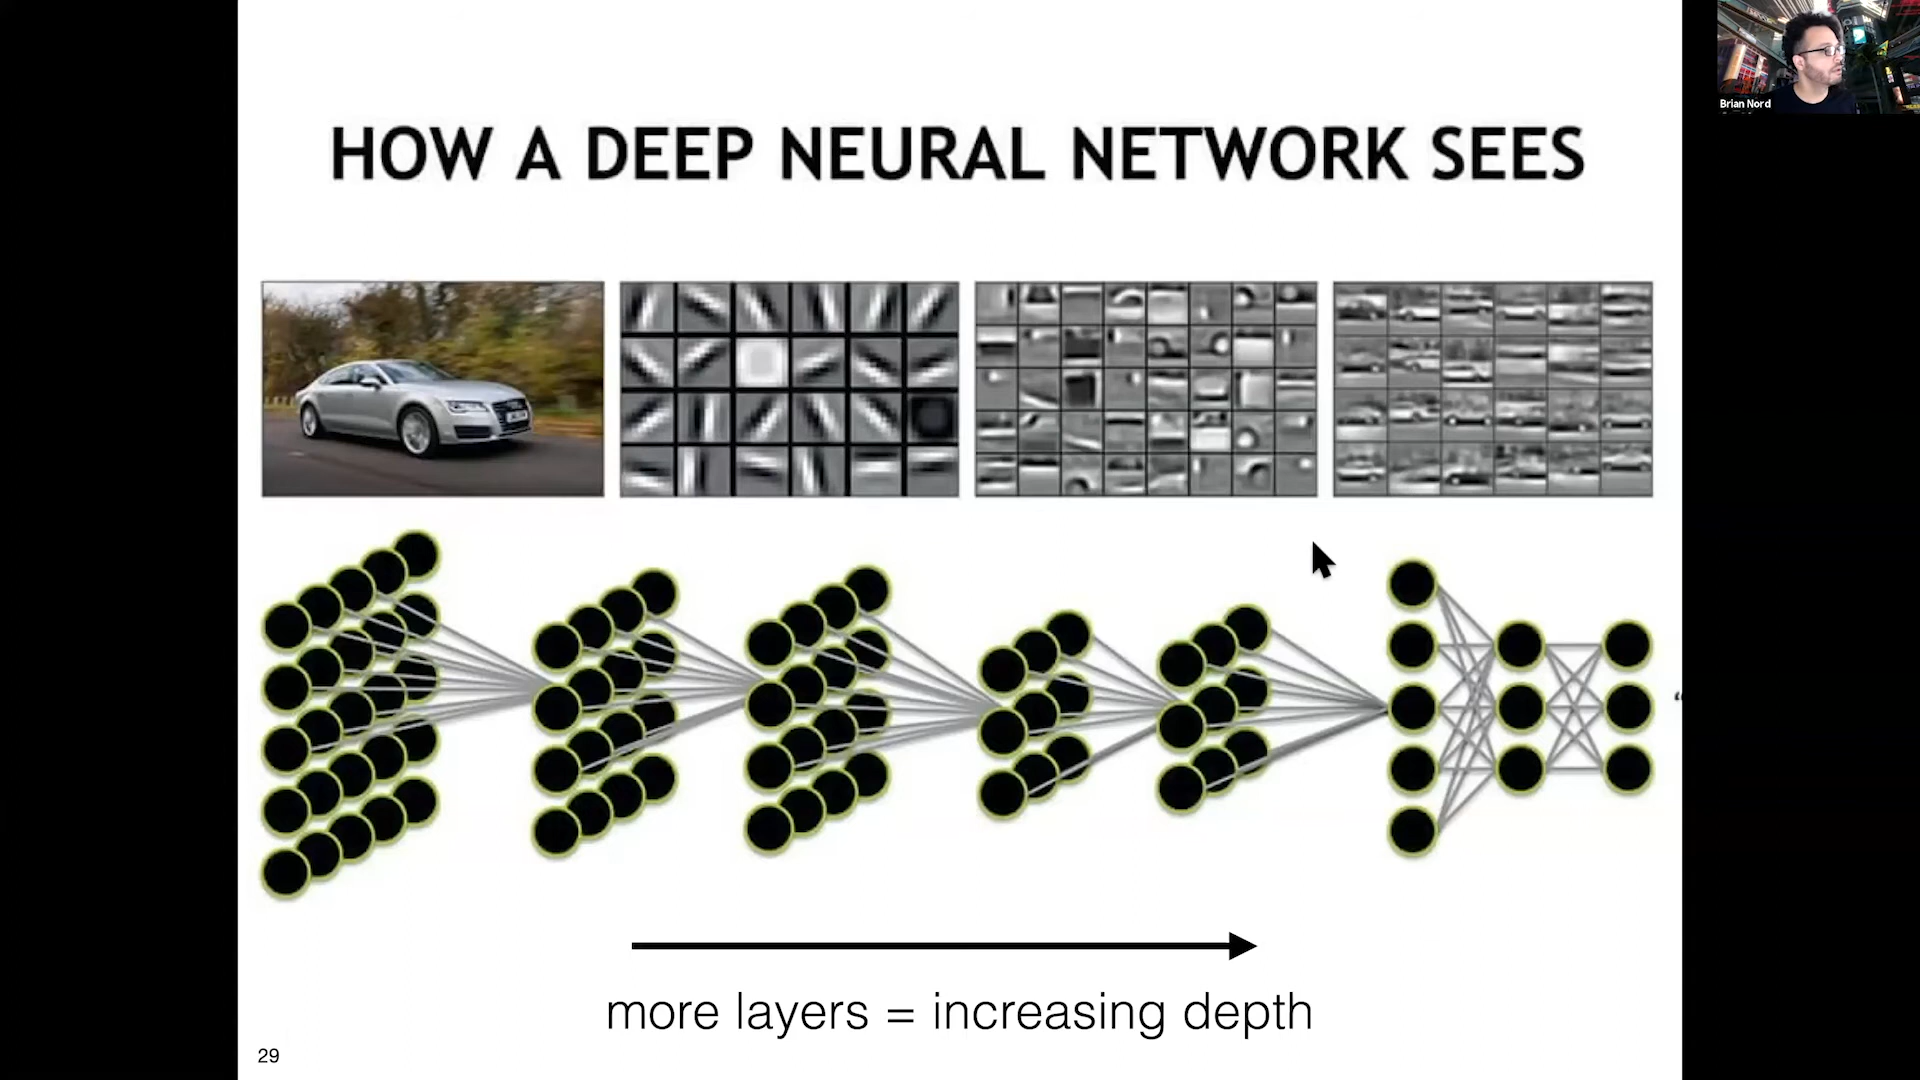 HOW A DEEP NEURAL NETWORK SEES
Brian Nord
more layers = increasing depth
29